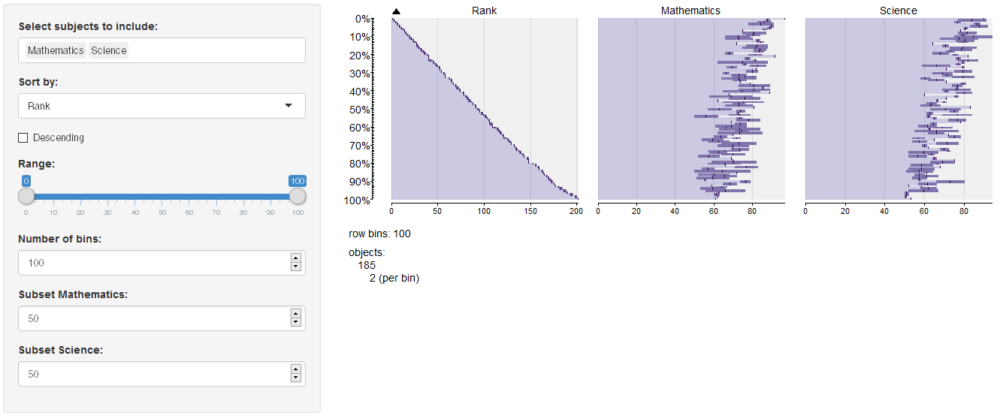 Select subjects to include:
Mathematics Science
Sort by:
Rank
Descending
Range:
0 100
0 10 20 30 40 50 60 70 80 90 100
Number of bins:
100
Subset Mathematics:
50
Subset Science:
50
Rank Mathematics Science
0%
10%
20%
30%
40%
50%
60%
70%
80%
90%
100%
0 50 100 150 200 0 20 40 60 80 0 20 40 60 80
row bins: 100
objects:
185
2 (per bin)